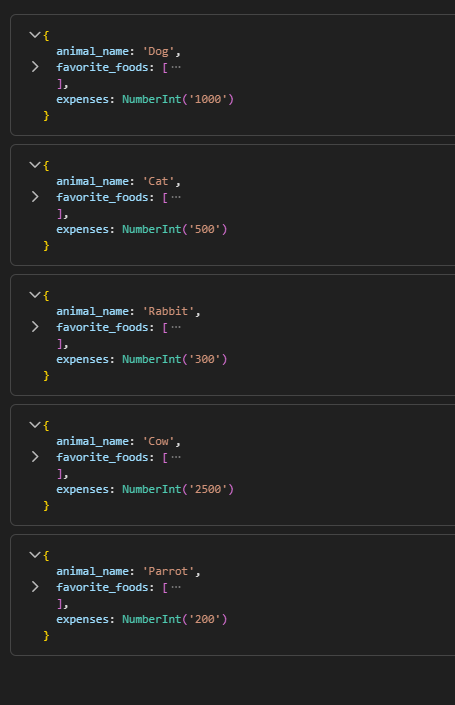 {
animal_name: 'Dog',
favorite_foods: [ ···
],
expenses: NumberInt('1000')
}
{
animal_name: 'Cat',
favorite_foods: [ ···
],
expenses: NumberInt('500')
}
{
animal_name: 'Rabbit',
favorite_foods: [ ···
],
expenses: NumberInt('300')
}
{
animal_name: 'Cow',
favorite_foods: [ ···
],
expenses: NumberInt('2500')
}
{
animal_name: 'Parrot',
favorite_foods: [ ···
],
expenses: NumberInt('200')
}